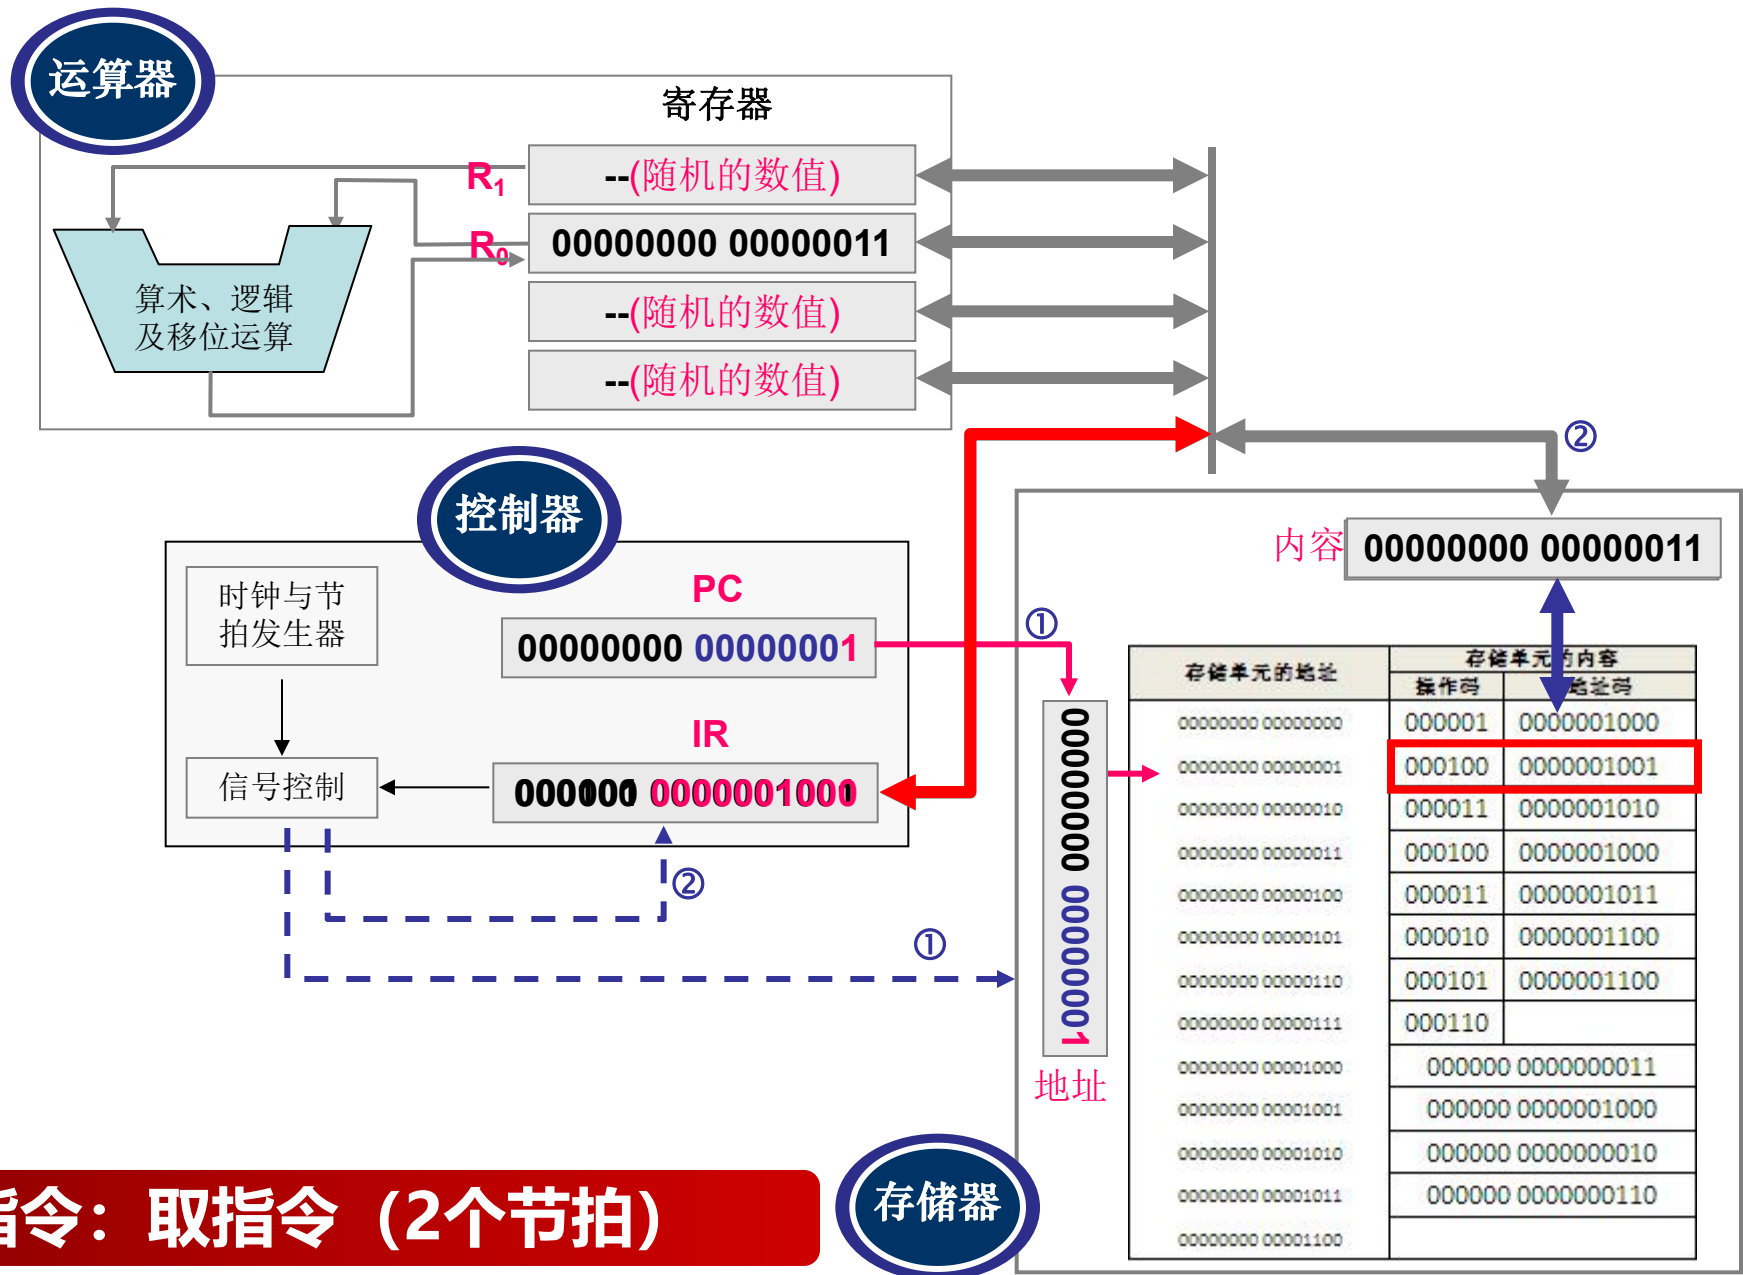 运算器
寄存器
R1
--(随机的数值)
R0
00000000 00000011
--(随机的数值)
--(随机的数值)
算术、逻辑
及移位运算
②
控制器
内容
00000000 00000011
时钟与节
拍发生器
PC
00000000 00000001
①
IR
信号控制
0000001000
②
①
00000000 00000001
地址
存储单元的地址 存储单元的内容
操作码 地址码
00000000 00000000 000001 0000001000
00000000 00000001 000100 0000001001
00000000 00000010 000011 0000001010
00000000 00000011 000100 0000001000
00000000 00000100 000011 0000001011
00000000 00000101 000010 0000001100
00000000 00000110 000101 0000001100
00000000 00000111 000110
00000000 00001000 000000 0000000011
00000000 00001001 000000 0000001000
00000000 00001010 000000 0000000010
00000000 00001011 000000 0000000110
00000000 00001100
指令：取指令（2个节拍）
存储器